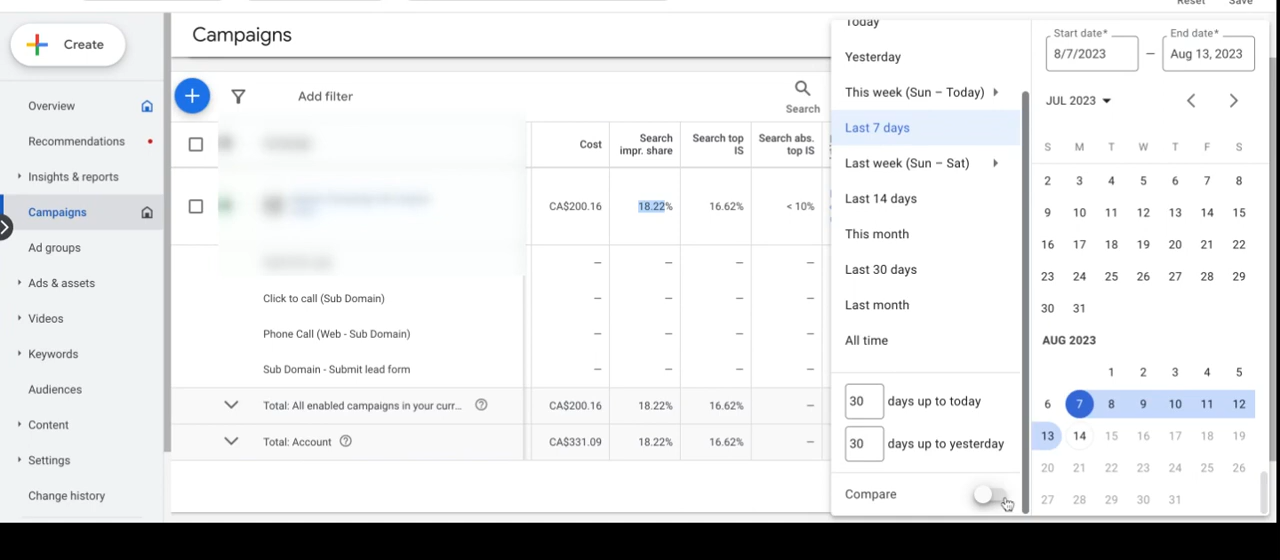 Reset Save
Create
Overview
Recommendations
Insights & reports
Campaigns
Ad groups
Ads & assets
Videos
Keywords
Audiences
Content
Settings
Change history
Campaigns
Add filter
Search
Cost
Search impr. share
Search top IS
Search abs. top IS
CA$200.16 18.22% 16.62% < 10%
– – –
Click to call (Sub Domain) – – – –
Phone Call (Web - Sub Domain) – – – –
Sub Domain - Submit lead form – – – –
Total: All enabled campaigns in your curr... CA$200.16 18.22% 16.62% –
Total: Account CA$331.09 18.22% 16.62% –
Today
Yesterday
This week (Sun – Today)
Last 7 days
Last week (Sun – Sat)
Last 14 days
This month
Last 30 days
Last month
All time
30 days up to today
30 days up to yesterday
Compare
Start date* End date*
8/7/2023 – Aug 13, 2023
JUL 2023
S M T W T F S
2 3 4 5 6 7 8
9 10 11 12 13 14 15
16 17 18 19 20 21 22
23 24 25 26 27 28 29
30 31
AUG 2023
1 2 3 4 5
6 7 8 9 10 11 12
13 14 15 16 17 18 19
20 21 22 23 24 25 26
27 28 29 30 31